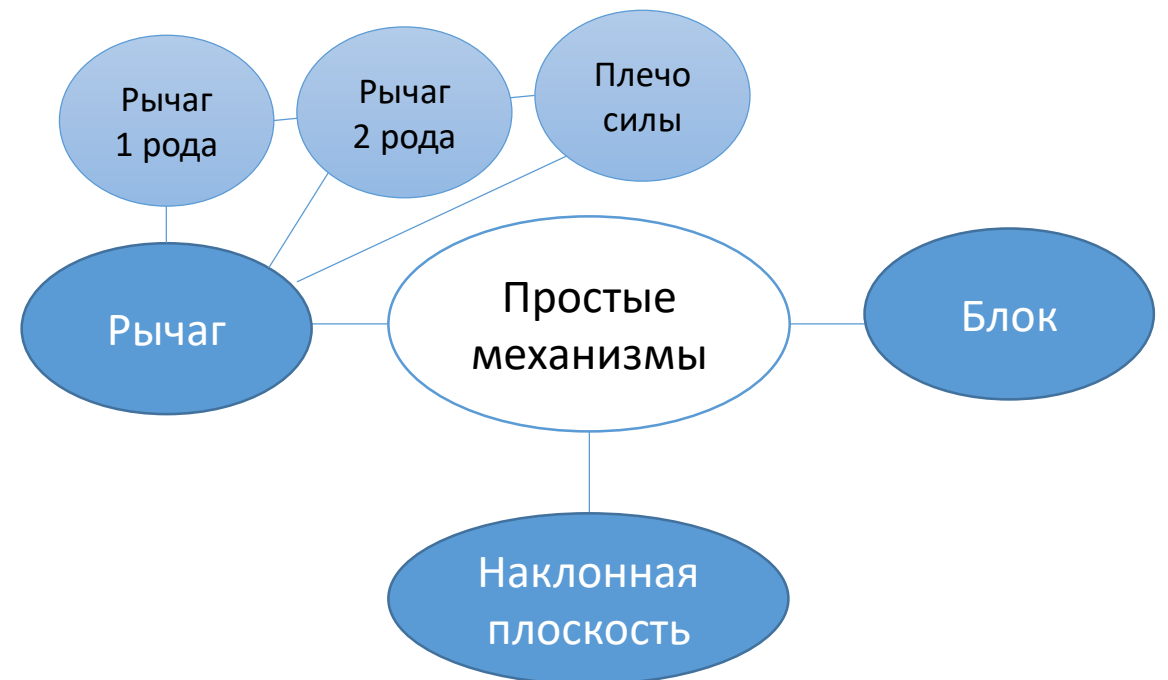 Рычаг
1 рода
Рычаг
2 рода
Плечо
силы
Рычаг
Простые
механизмы
Блок
Наклонная
плоскость